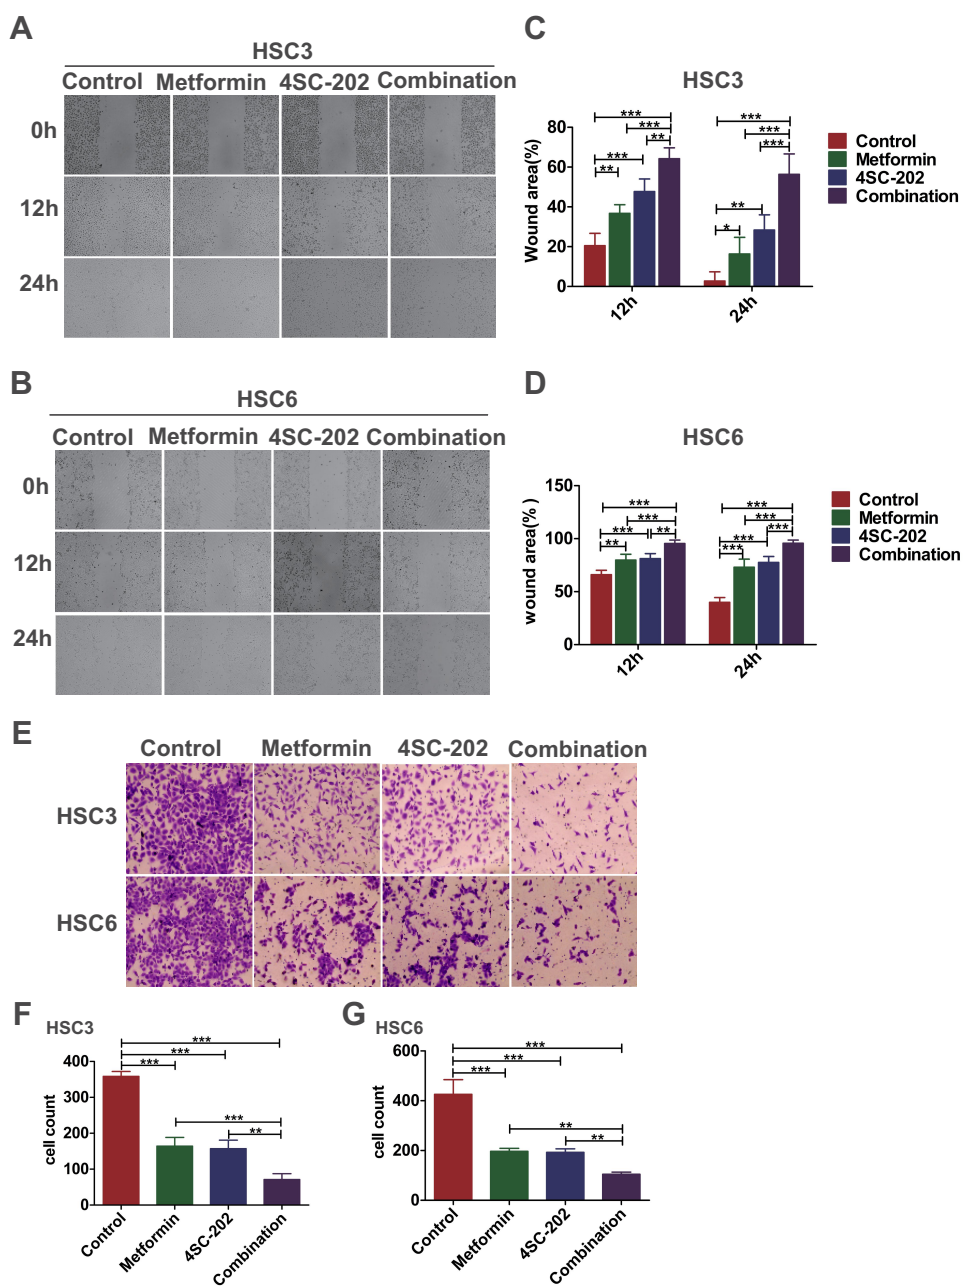 A
HSC3
Control Metformin 4SC-202 Combination
0h
12h
24h
C
HSC3
Wound area(%)
80
60
40
20
0
***
***
**
***
**
***
***
***
**
*
12h
24h
Control
Metformin
4SC-202
Combination
B
HSC6
Control Metformin 4SC-202 Combination
0h
12h
24h
D
HSC6
wound area(% )
150
100
50
0
***
***
*** **
**
***
***
***
***
***
12h
24h
Control
Metformin
4SC-202
Combination
E
Control Metformin 4SC-202 Combination
HSC3
HSC6
F
HSC3
cell count
400
300
200
100
0
***
***
***
***
**
Control
Metformin
4SC-202
Combination
G
HSC6
cell count
600
400
200
0
***
***
***
**
**
Control
Metformin
4SC-202
Combination